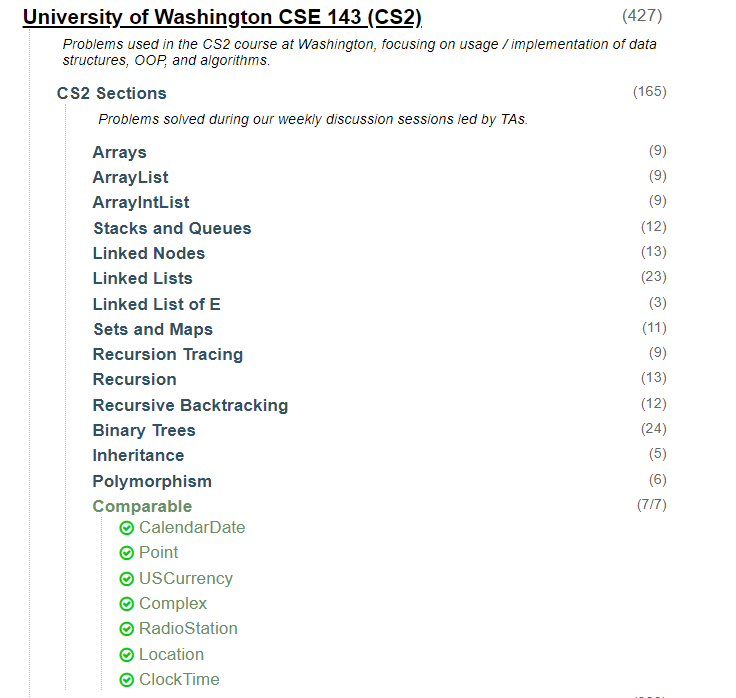 University of Washington CSE 143 (CS2) (427)
Problems used in the CS2 course at Washington, focusing on usage / implementation of data
structures, OOP, and algorithms.
CS2 Sections (165)
Problems solved during our weekly discussion sessions led by TAs.
Arrays (9)
ArrayList (9)
ArrayIntList (9)
Stacks and Queues (12)
Linked Nodes (13)
Linked Lists (23)
Linked List of E (3)
Sets and Maps (11)
Recursion Tracing (9)
Recursion (13)
Recursive Backtracking (12)
Binary Trees (24)
Inheritance (5)
Polymorphism (6)
Comparable (7/7)
CalendarDate
Point
USCurrency
Complex
RadioStation
Location
ClockTime